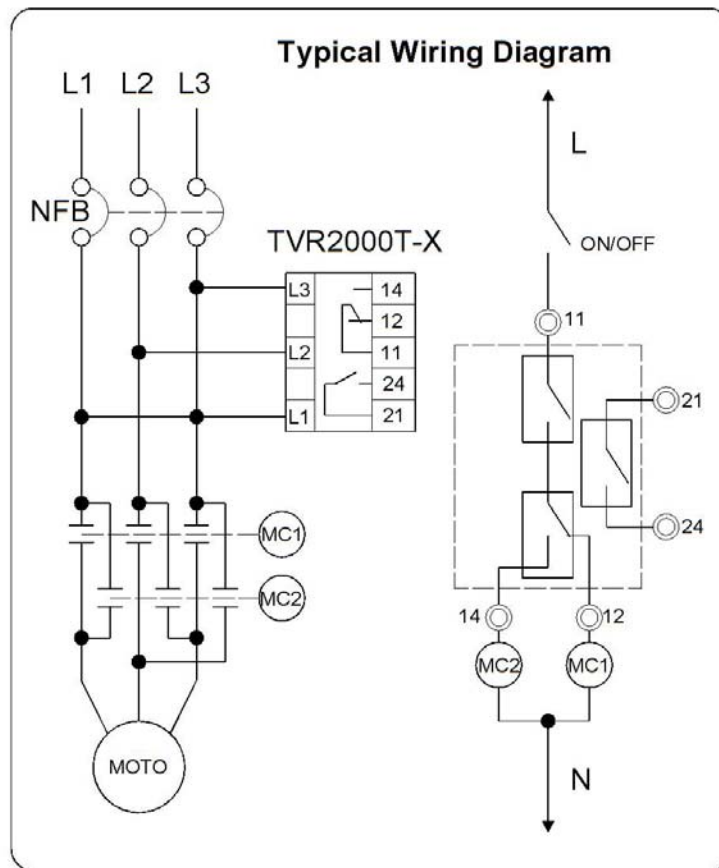 Typical Wiring Diagram
L1 L2 L3
NFB
TVR2000T-X
L3 14
12
L2 11
24
L1 21
MC1
MC2
MOTO
L
ON/OFF
11
21
24
14 12
MC2 MC1
N